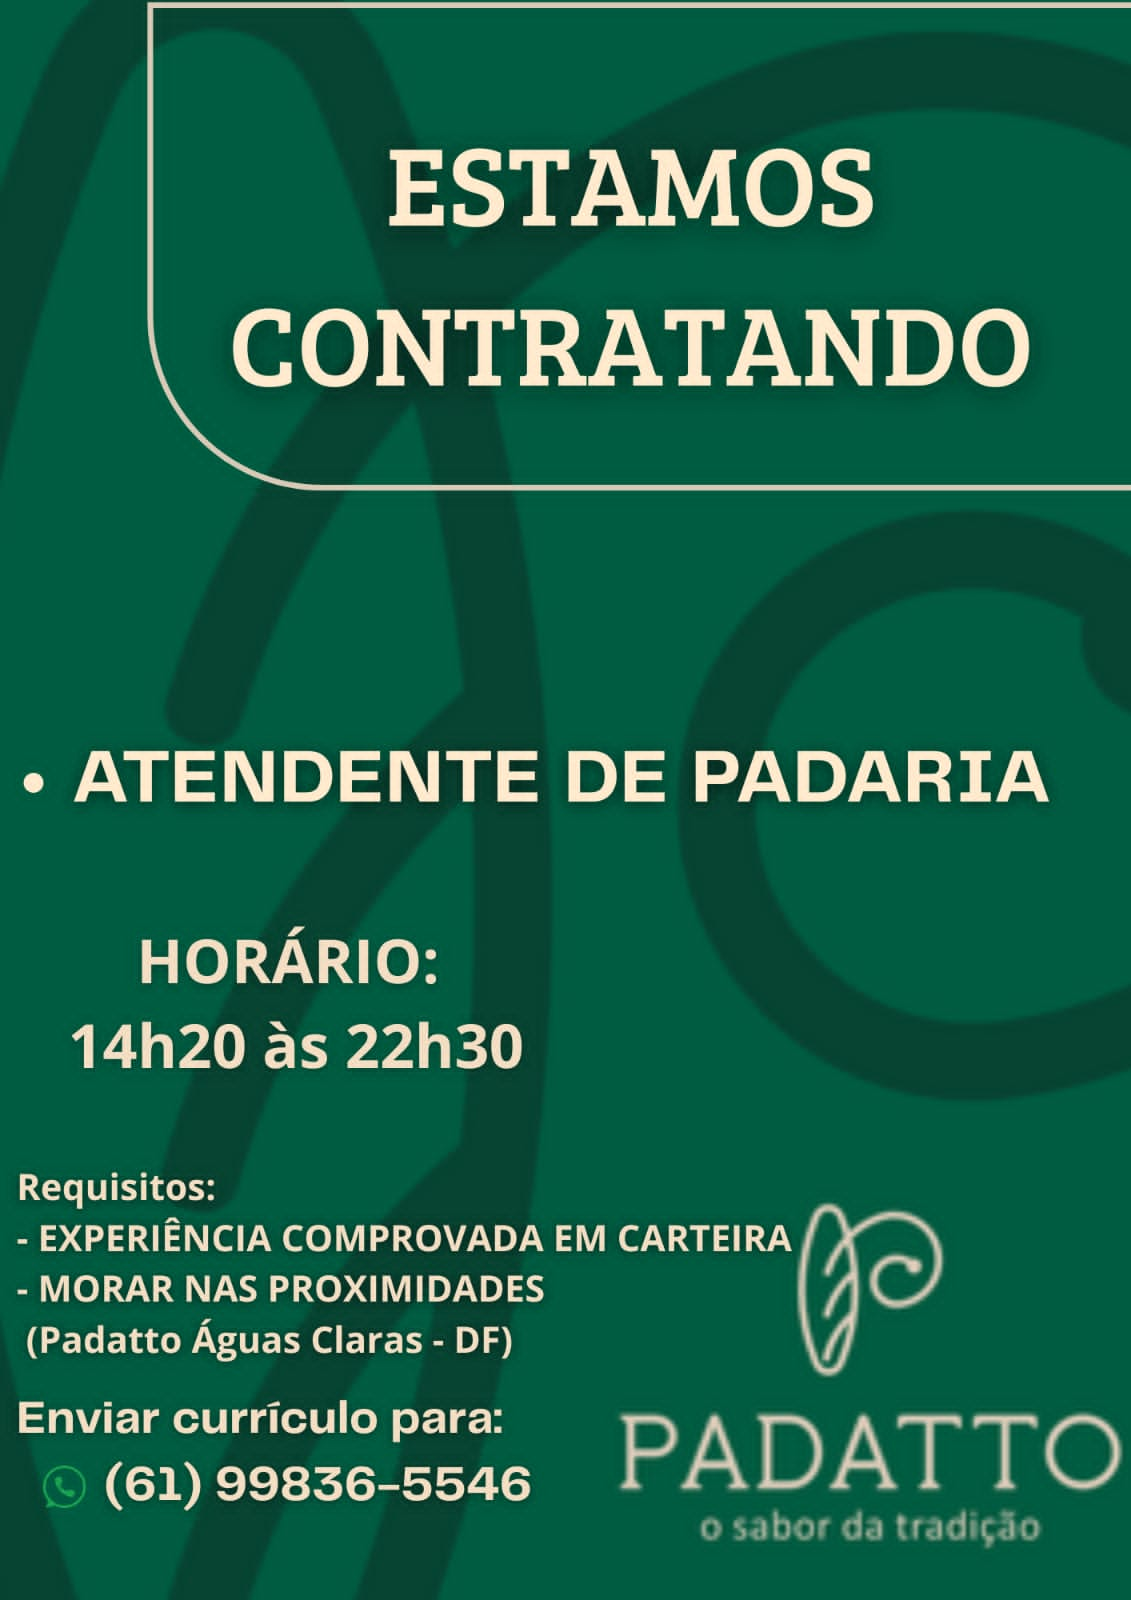 ESTAMOS
CONTRATANDO
• ATENDENTE DE PADARIA
HORÁRIO:
14h20 às 22h30
Requisitos:
- EXPERIÊNCIA COMPROVADA EM CARTEIRA
- MORAR NAS PROXIMIDADES
(Padatto Águas Claras - DF)
Enviar currículo para:
(61) 99836-5546
PADATTO
o sabor da tradição